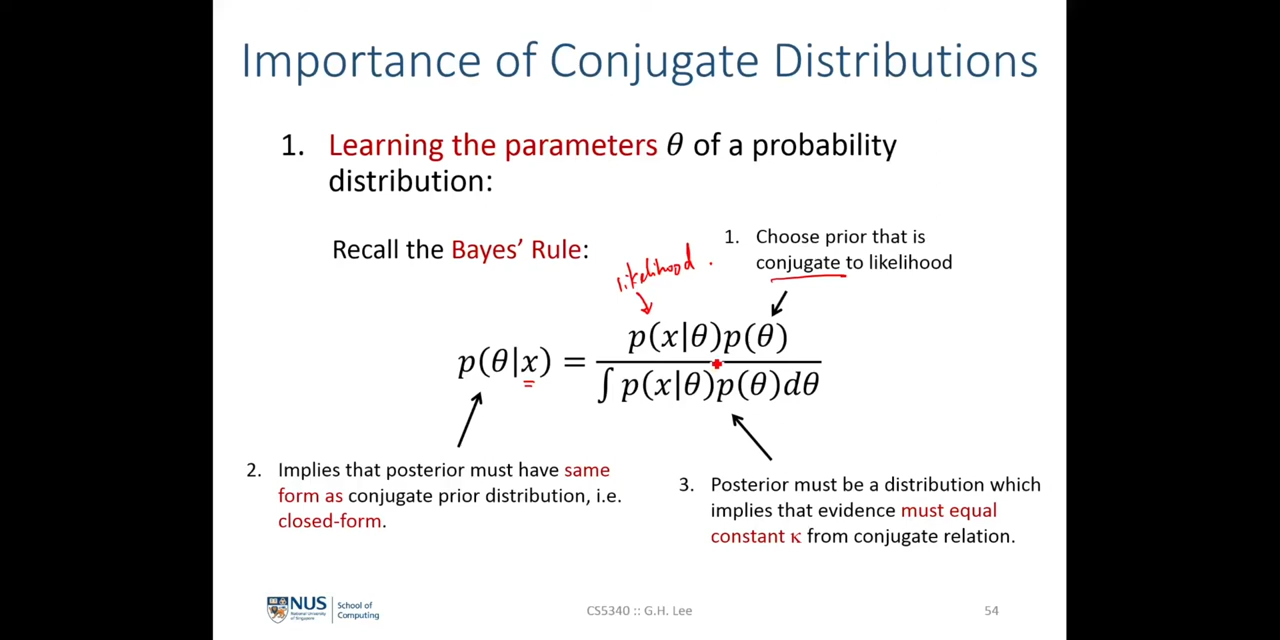 Importance of Conjugate Distributions
1. Learning the parameters θ of a probability
distribution:
Recall the Bayes’ Rule:
likelihood.
1. Choose prior that is
conjugate to likelihood
p(θ|x) = p(x|θ)p(θ) / ∫ p(x|θ)p(θ)dθ
2. Implies that posterior must have same
form as conjugate prior distribution, i.e.
closed-form.
3. Posterior must be a distribution which
implies that evidence must equal
constant κ from conjugate relation.
NUS
National University
of Singapore
School of
Computing
CS5340 :: G.H. Lee
54